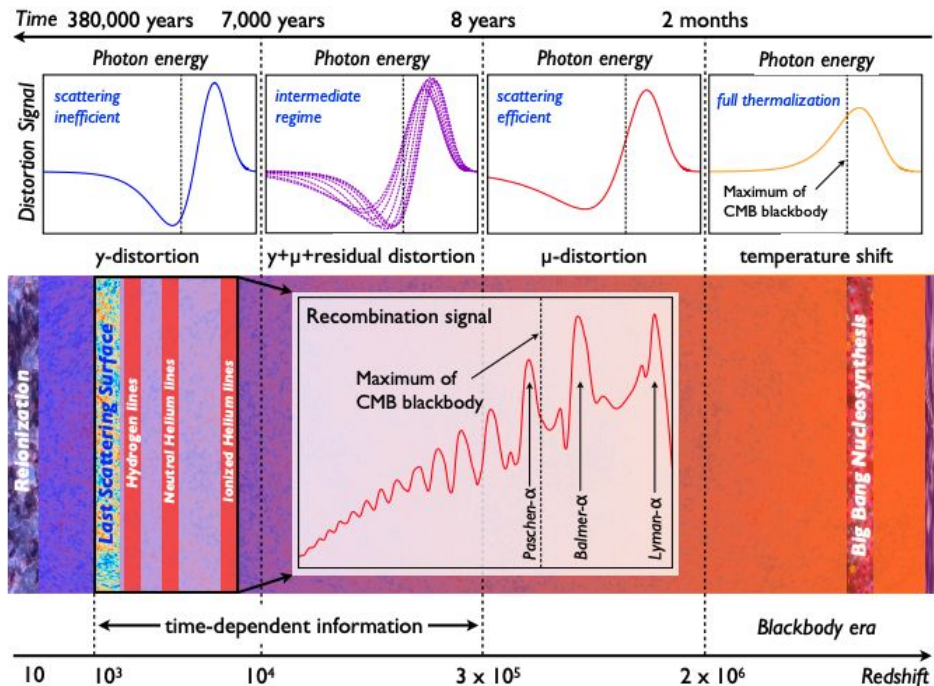 Time 380,000 years 7,000 years 8 years 2 months
Photon energy Photon energy Photon energy Photon energy
Distortion Signal
scattering
inefficient
intermediate
regime
scattering
efficient
full thermalization
Maximum of
CMB blackbody
y-distortion y+μ+residual distortion μ-distortion temperature shift
Reionization
Last Scattering Surface
Hydrogen lines
Neutral Helium lines
Ionized Helium lines
Recombination signal
Maximum of
CMB blackbody
Paschen-α
Balmer-α
Lyman-α
Big Bang Nucleosynthesis
time-dependent information Blackbody era
10 10³ 10⁴ 3 x 10⁵ 2 x 10⁶ Redshift